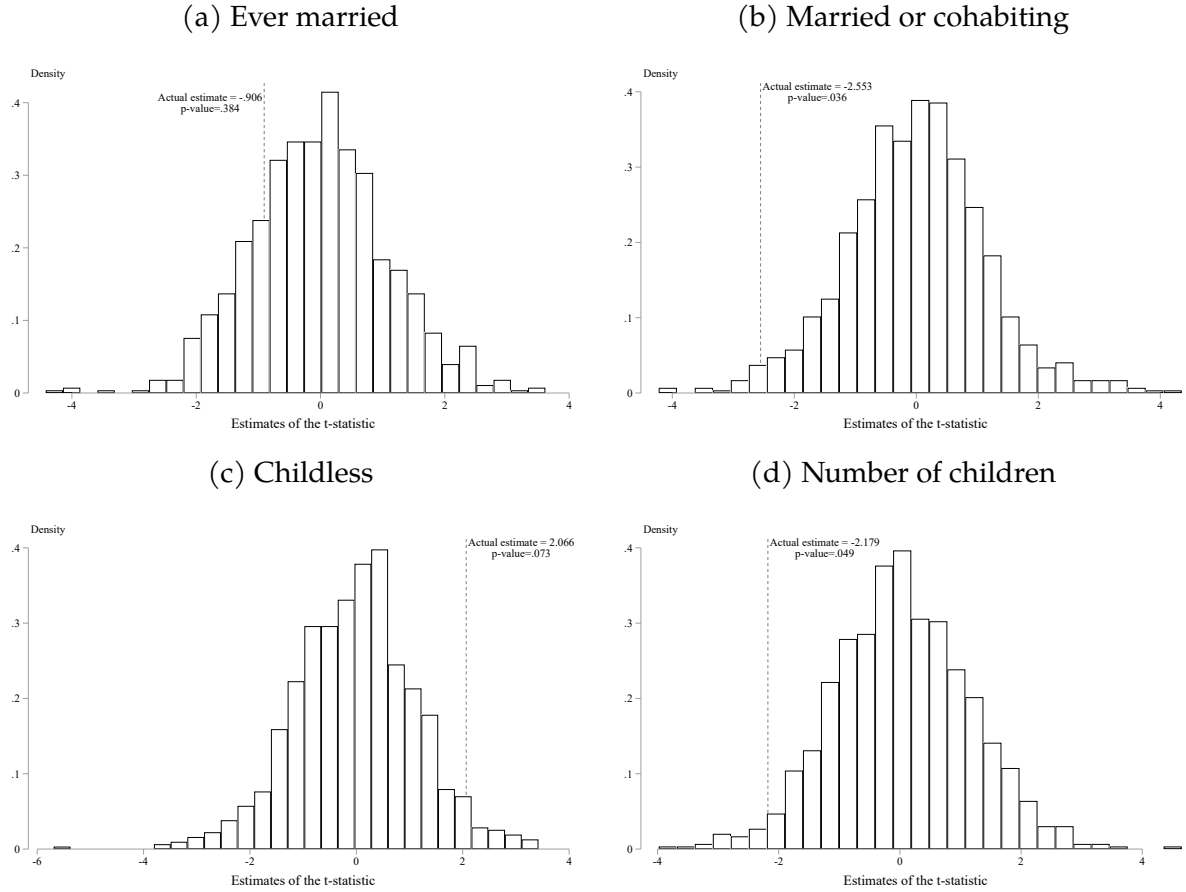 (a) Ever married
Density
Actual estimate = -.906
p-value=.384
.4
.3
.2
.1
0
-4 -2 0 2 4
Estimates of the t-statistic
(b) Married or cohabiting
Density
Actual estimate = -2.553
p-value=.036
.4
.3
.2
.1
0
-4 -2 0 2 4
Estimates of the t-statistic
(c) Childless
Density
Actual estimate = 2.066
p-value=.073
.4
.3
.2
.1
0
-6 -4 -2 0 2 4
Estimates of the t-statistic
(d) Number of children
Density
Actual estimate = -2.179
p-value=.049
.4
.3
.2
.1
0
-4 -2 0 2 4
Estimates of the t-statistic